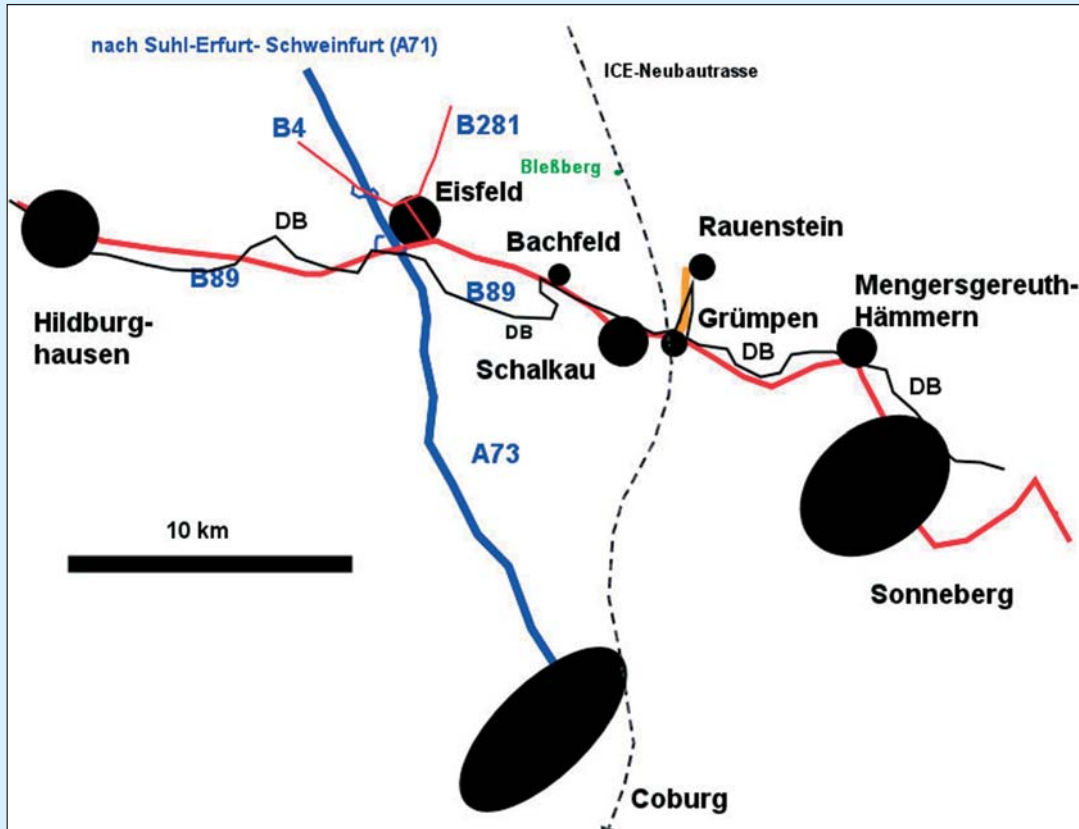 nach Suhl-Erfurt- Schweinfurt (A71)
ICE-Neubautrasse
B4
B281
Bleßberg
Eisfeld
DB
Bachfeld
Rauenstein
B89
B89
Mengersgereuth-
Hämmern
Hildburg-
hausen
DB
Grümpen
Schalkau
DB
DB
A73
10 km
Sonneberg
Coburg